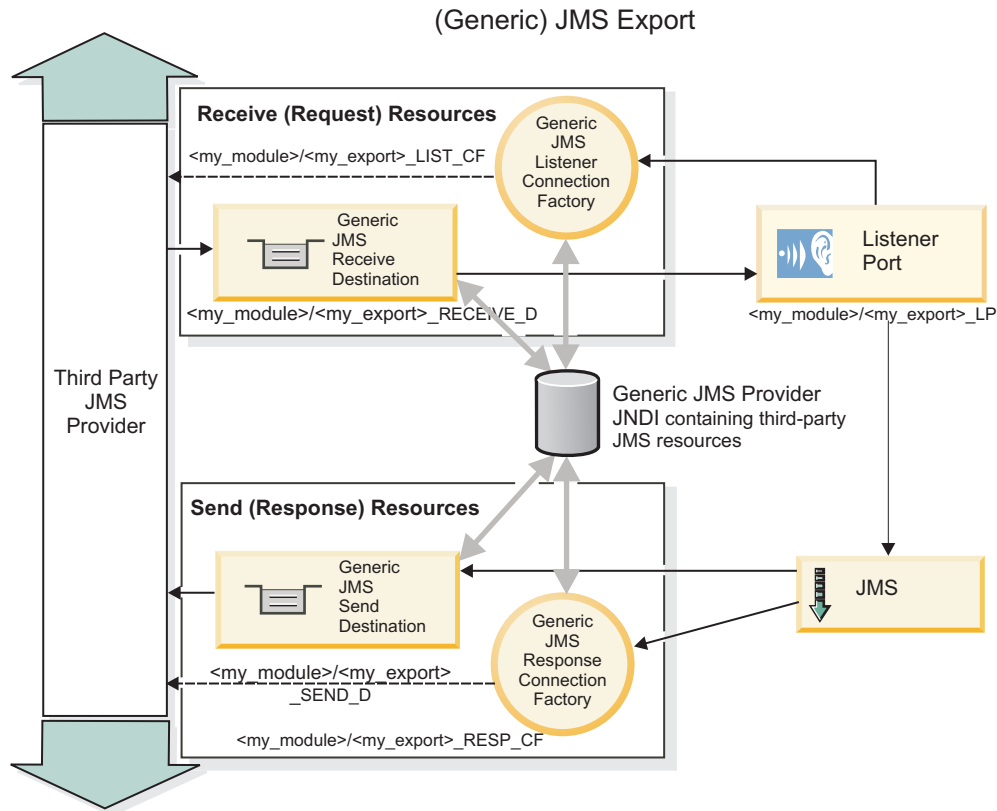 (Generic) JMS Export
Receive (Request) Resources
<my_module>/<my_export>_LIST_CF
Generic
JMS
Listener
Connection
Factory
Generic
JMS
Receive
Destination
<my_module>/<my_export>_RECEIVE_D
Listener
Port
<my_module>/<my_export>_LP
Third Party
JMS
Provider
Generic JMS Provider
JNDI containing third-party
JMS resources
Send (Response) Resources
Generic
JMS
Send
Destination
JMS
Generic
JMS
Response
Connection
Factory
<my_module>/<my_export>
_SEND_D
<my_module>/<my_export>_RESP_CF